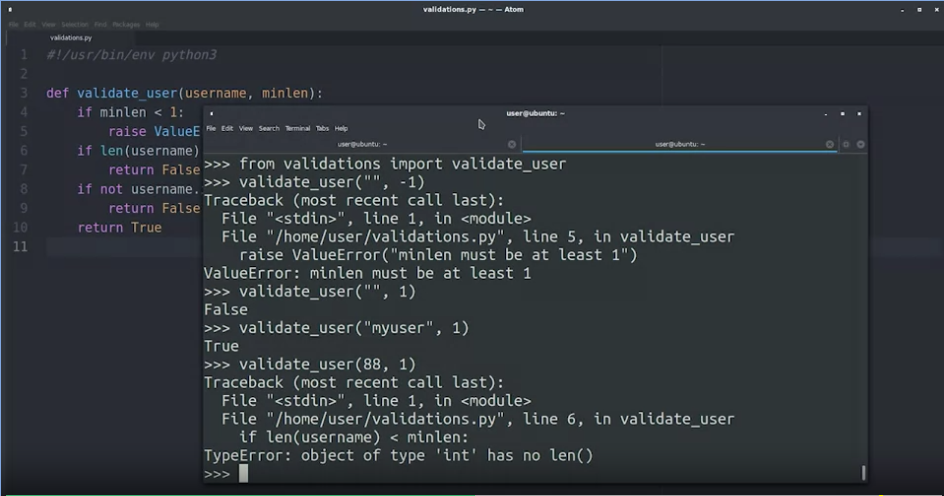 validations.py — ~ — Atom
File Edit View Selection Find Packages Help
validations.py
1 #!/usr/bin/env python3
2
3 def validate_user(username, minlen):
4 if minlen < 1:
5 raise ValueE
6 if len(username)
7 return False
8 if not username.
9 return False
10 return True
11
user@ubuntu: ~
File Edit View Search Terminal Tabs Help
user@ubuntu: ~ user@ubuntu: ~
>>> from validations import validate_user
>>> validate_user("", -1)
Traceback (most recent call last):
File "<stdin>", line 1, in <module>
File "/home/user/validations.py", line 5, in validate_user
raise ValueError("minlen must be at least 1")
ValueError: minlen must be at least 1
>>> validate_user("", 1)
False
>>> validate_user("myuser", 1)
True
>>> validate_user(88, 1)
Traceback (most recent call last):
File "<stdin>", line 1, in <module>
File "/home/user/validations.py", line 6, in validate_user
if len(username) < minlen:
TypeError: object of type 'int' has no len()
>>>